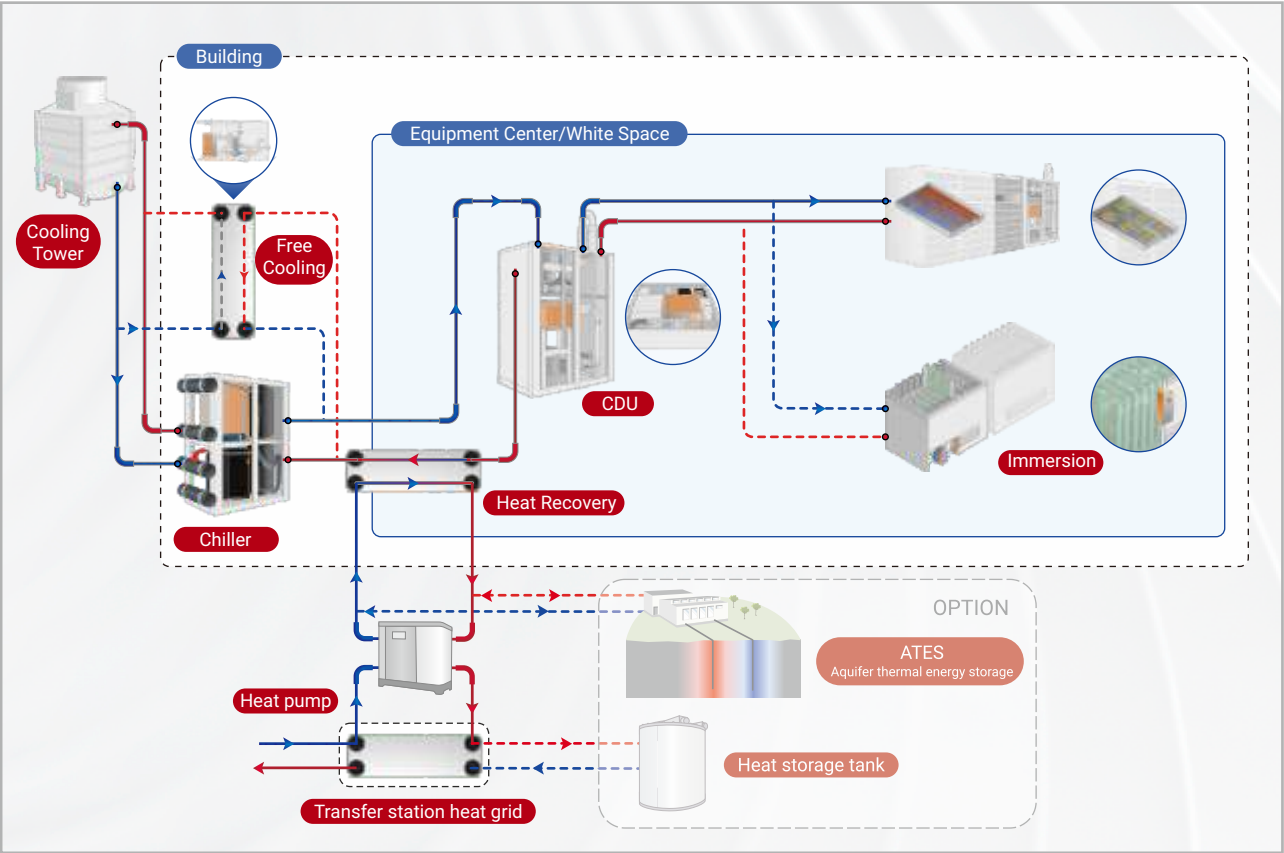 Building
Equipment Center/White Space
Cooling
Tower
Free
Cooling
CDU
Immersion
Heat Recovery
Chiller
OPTION
ATES
Aquifer thermal energy storage
Heat pump
Heat storage tank
Transfer station heat grid